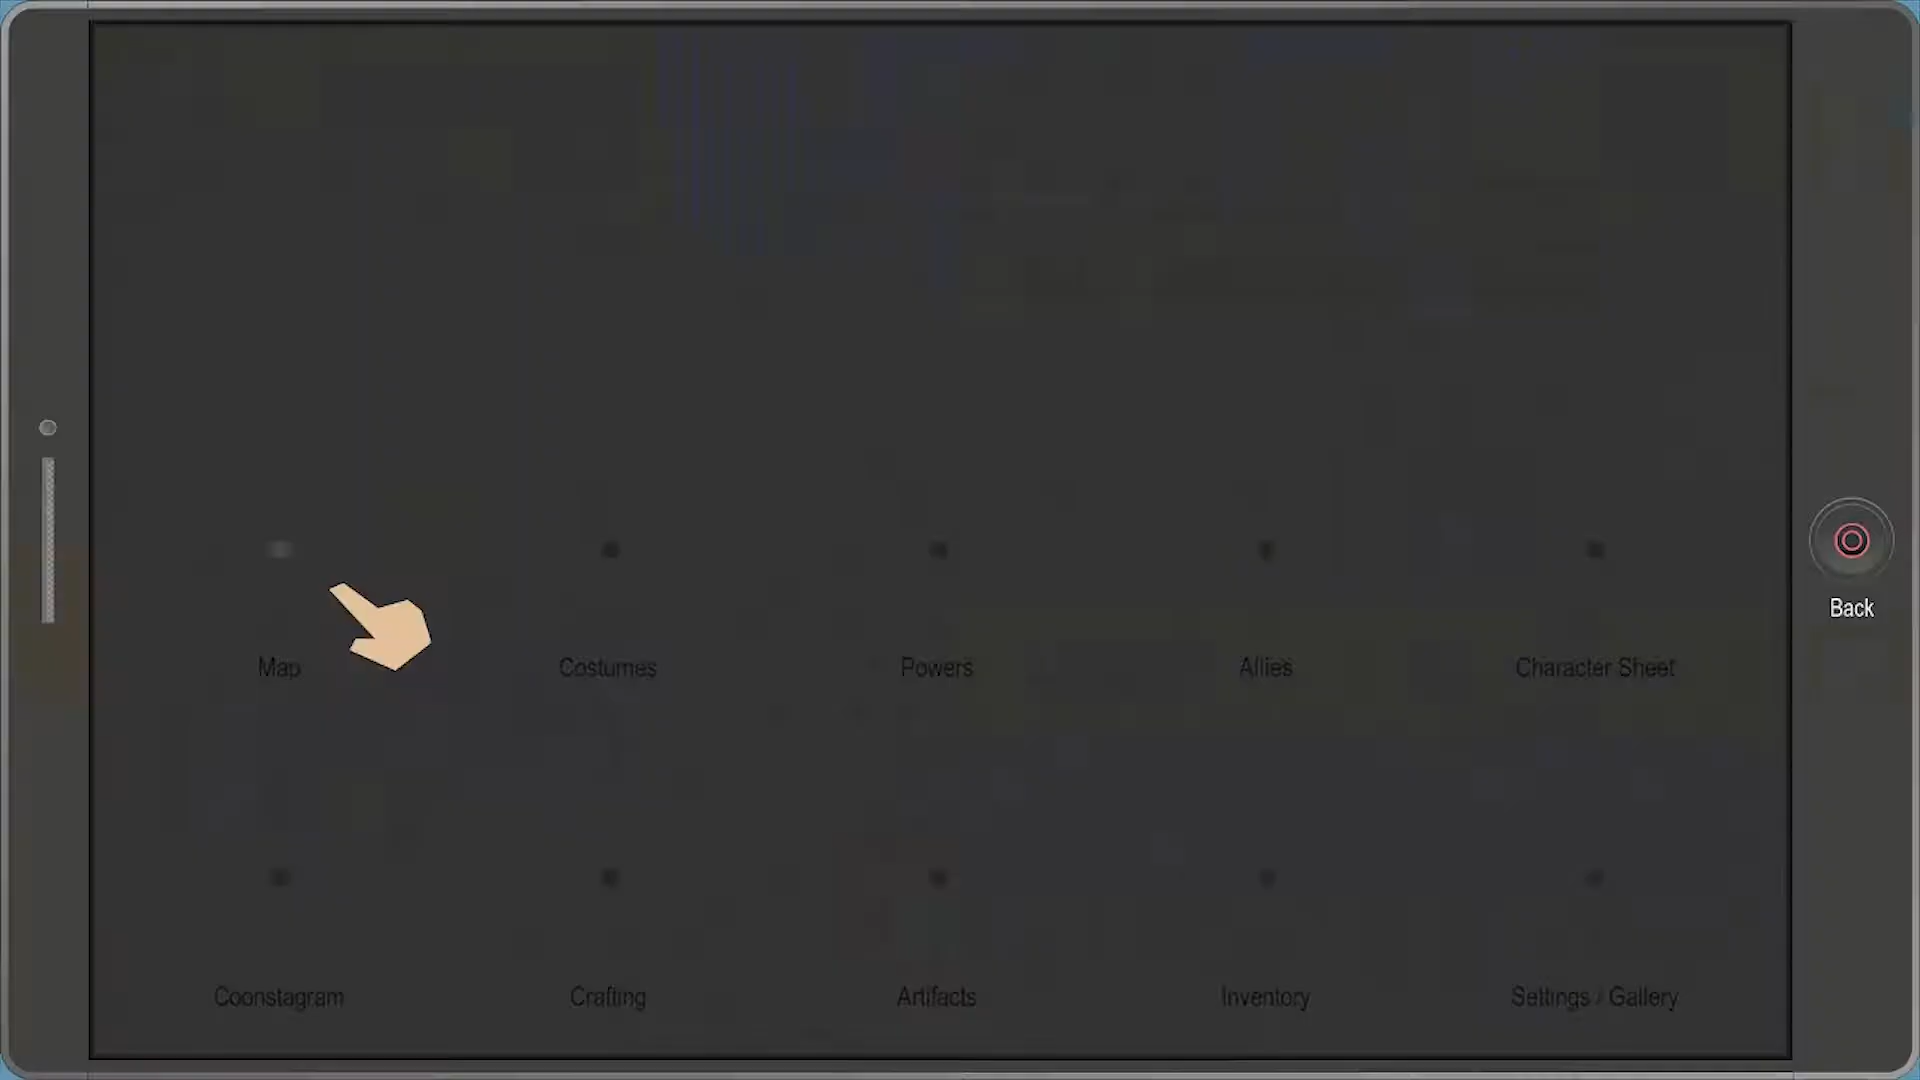 Back
Map
Costumes
Powers
Allies
Character Sheet
Coonstagram
Crafting
Artifacts
Inventory
Settings / Gallery